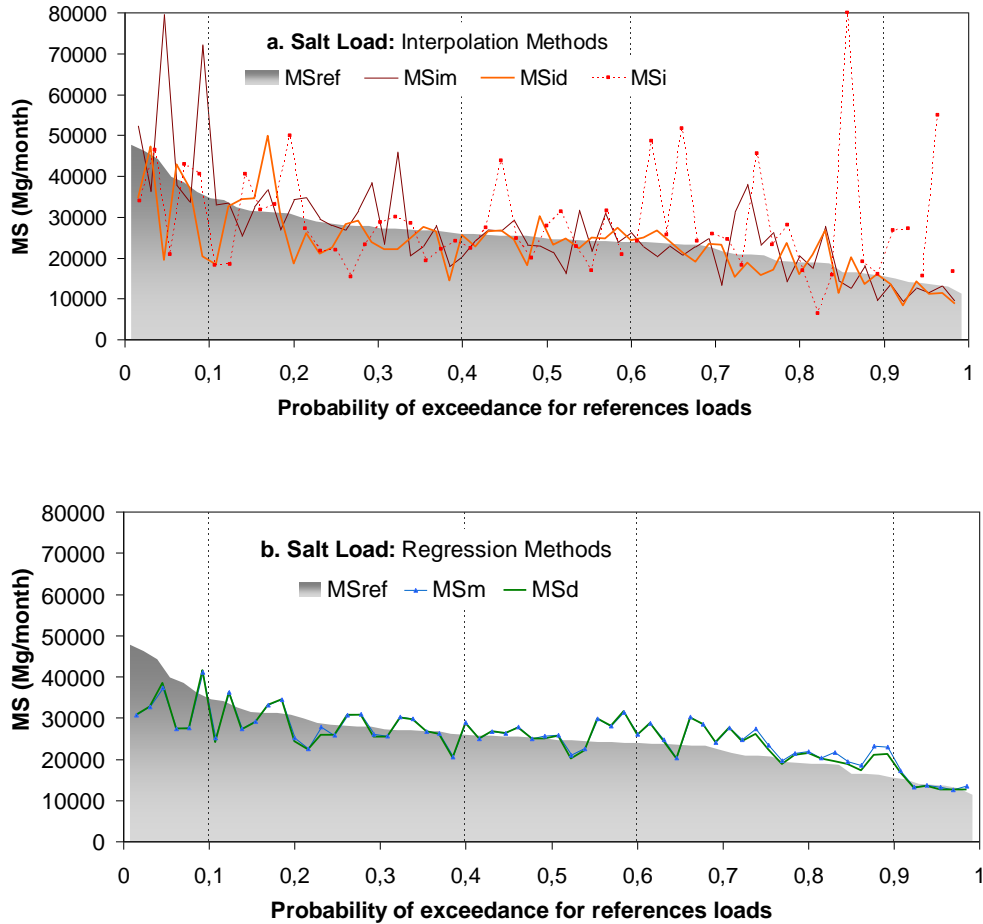 80000
70000
60000
50000
40000
30000
20000
10000
0
MS (Mg/month)
a. Salt Load: Interpolation Methods
MSref MSim MSid MSi
0 0,1 0,2 0,3 0,4 0,5 0,6 0,7 0,8 0,9 1
Probability of exceedance for references loads
80000
70000
60000
50000
40000
30000
20000
10000
0
MS (Mg/month)
b. Salt Load: Regression Methods
MSref MSm MSd
0 0,1 0,2 0,3 0,4 0,5 0,6 0,7 0,8 0,9 1
Probability of exceedance for references loads